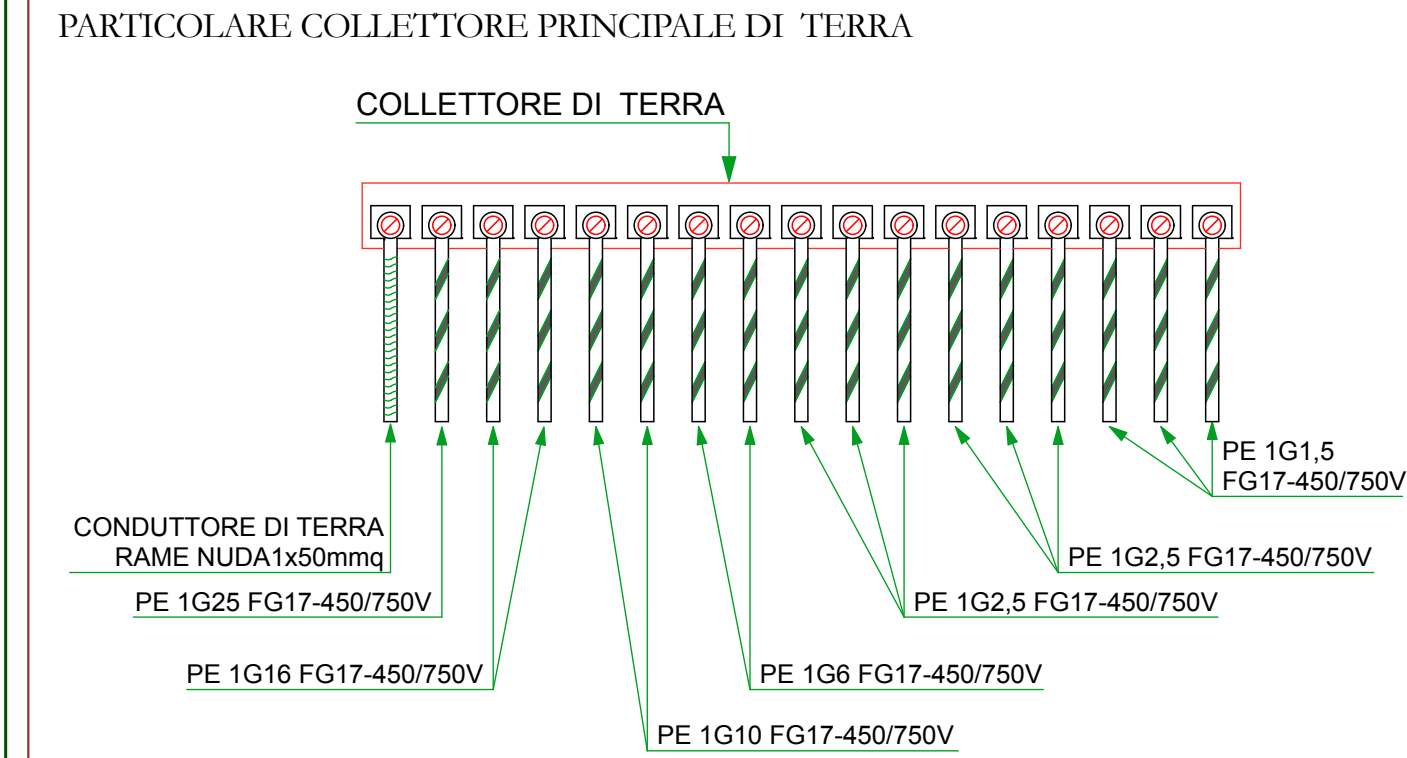 PARTICOLARE COLLETTORE PRINCIPALE DI TERRA
COLLETTORE DI TERRA
PE 1G1,5
FG17-450/750V
CONDUTTORE DI TERRA
RAME NUDA1x50mmq
PE 1G2,5 FG17-450/750V
PE 1G25 FG17-450/750V
PE 1G2,5 FG17-450/750V
PE 1G16 FG17-450/750V
PE 1G6 FG17-450/750V
PE 1G10 FG17-450/750V